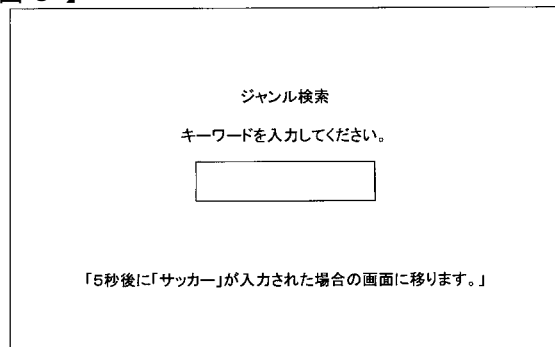 ジャンル検索
キーワードを入力してください。
「5秒後に「サッカー」が入力された場合の画面に移ります。」